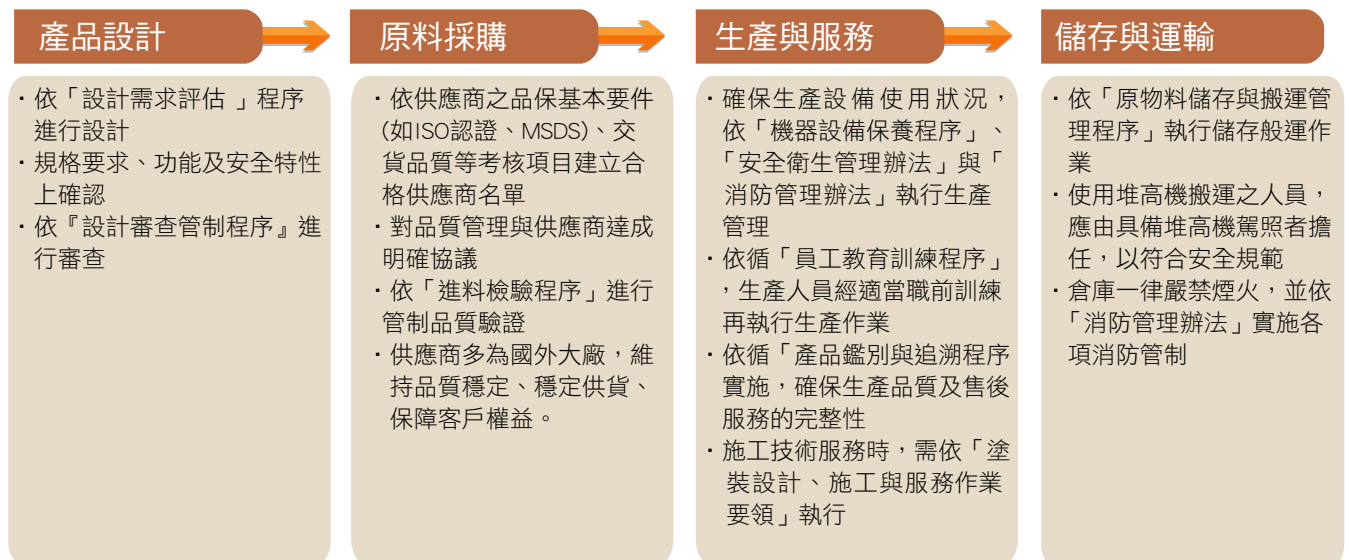 產品設計
・依「設計需求評估 」程序
進行設計
・規格要求、功能及安全特性
上確認
・依『設計審查管制程序』進
行審查
原料採購
・依供應商之品保基本要件
(如ISO認證、MSDS)、交
貨品質等考核項目建立合
格供應商名單
・對品質管理與供應商達成
明確協議
・依「進料檢驗程序」進行
管制品質驗證
・供應商多為國外大廠，維
持品質穩定、穩定供貨、
保障客戶權益。
生產與服務
・確保生產設備使用狀況，
依「機器設備保養程序」、
「安全衛生管理辦法」與「
消防管理辦法」執行生產
管理
・依循「員工教育訓練程序」
，生產人員經適當職前訓練
再執行生產作業
・依循「產品鑑別與追溯程序
實施，確保生產品質及售後
服務的完整性
・施工技術服務時，需依「塗
裝設計、施工與服務作業
要領」執行
儲存與運輸
・依「原物料儲存與搬運管
理程序」執行儲存般運作
業
・使用堆高機搬運之人員，
應由具備堆高機駕照者擔
任，以符合安全規範
・倉庫一律嚴禁煙火，並依
「消防管理辦法」實施各
項消防管制